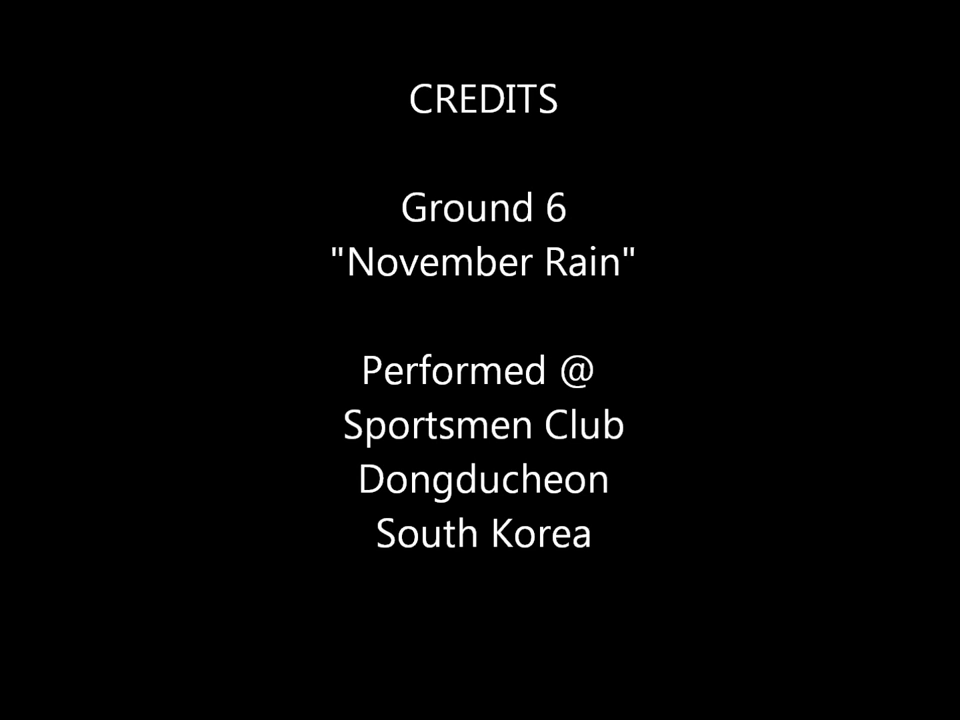 CREDITS
Ground 6
"November Rain"
Performed @
Sportsmen Club
Dongducheon
South Korea